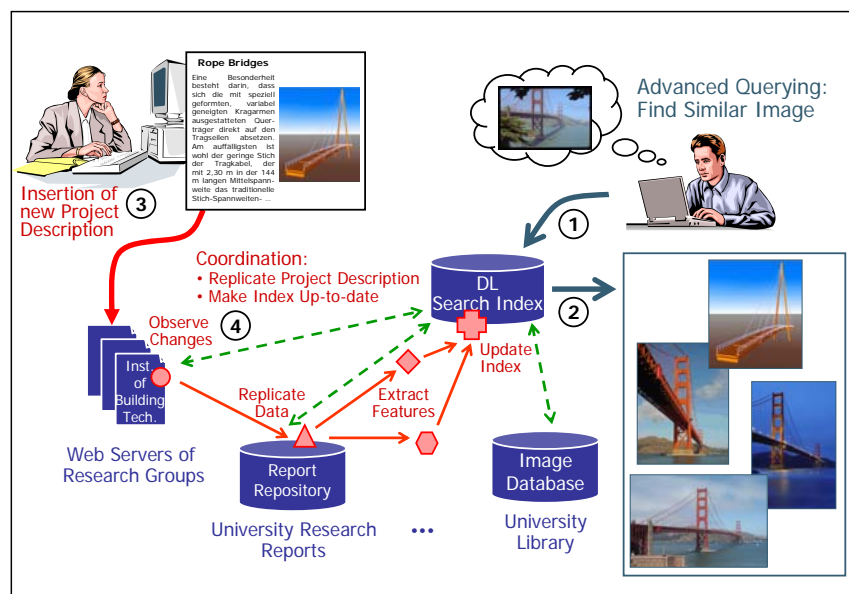 Rope Bridges
Eine Besonderheit
besteht darin, dass
sich die mit speziell
geformten, variabel
geneigten Kragarmen
ausgestatteten Quer-
träger direkt auf den
Tragseilen absetzen.
Am auffälligsten ist
wohl der geringe Stich
der Tragkabel, der
mit 2,30 m in der 144
m langen Mittelspann-
weite das traditionelle
Stich-Spannweiten- ...
Advanced Querying:
Find Similar Image
Insertion of
new Project
Description
3
1
Coordination:
• Replicate Project Description
• Make Index Up-to-date
DL
Search Index
2
Observe
Changes
4
Inst.
of
Building
Tech.
Update
Index
Replicate
Data
Extract
Features
Web Servers of
Research Groups
Report
Repository
Image
Database
University Research
Reports
...
University
Library